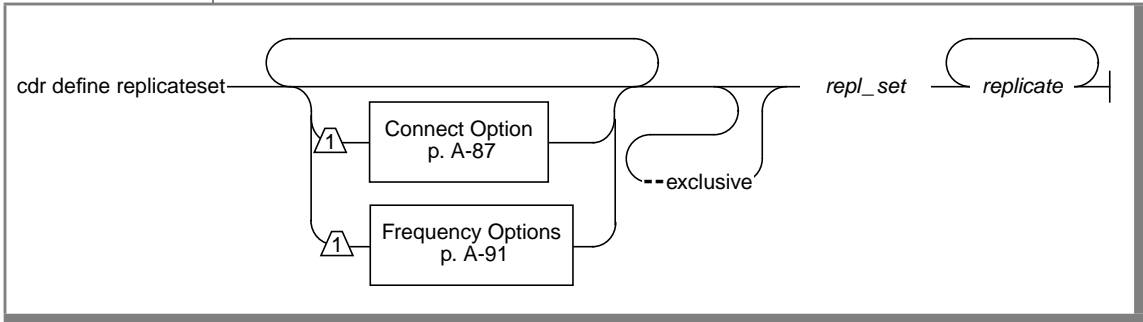 cdr define replicateset
1
Connect Option
p. A-87
1
Frequency Options
p. A-91
--exclusive
repl_set
replicate